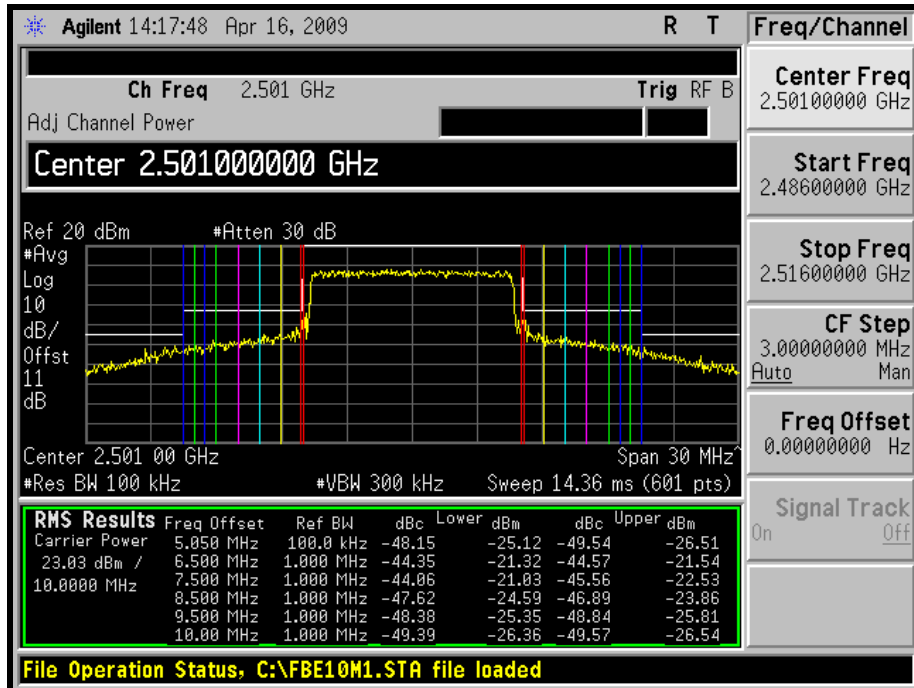 Agilent 14:17:48 Apr 16, 2009 R T
Freq/Channel
Ch Freq 2.501 GHz Trig RF B
Adj Channel Power
Center 2.501000000 GHz
Ref 20 dBm #Atten 30 dB
#Avg
Log
10
dB/
Offst
11
dB
Center 2.501 00 GHz Span 30 MHz^
#Res BW 100 kHz #VBW 300 kHz Sweep 14.36 ms (601 pts)
RMS Results Freq Offset Ref BW dBc Lower dBm dBc Upper dBm
Carrier Power 5.050 MHz 100.0 kHz -48.15 -25.12 -49.54 -26.51
23.03 dBm / 6.500 MHz 1.000 MHz -44.35 -21.32 -44.57 -21.54
10.0000 MHz 7.500 MHz 1.000 MHz -44.06 -21.03 -45.56 -22.53
8.500 MHz 1.000 MHz -47.62 -24.59 -46.89 -23.86
9.500 MHz 1.000 MHz -48.38 -25.35 -48.84 -25.81
10.00 MHz 1.000 MHz -49.39 -26.36 -49.57 -26.54
File Operation Status, C:\FBE10M1.STA file loaded
Center Freq
2.50100000 GHz
Start Freq
2.48600000 GHz
Stop Freq
2.51600000 GHz
CF Step
3.00000000 MHz
Auto Man
Freq Offset
0.00000000 Hz
Signal Track
On Off